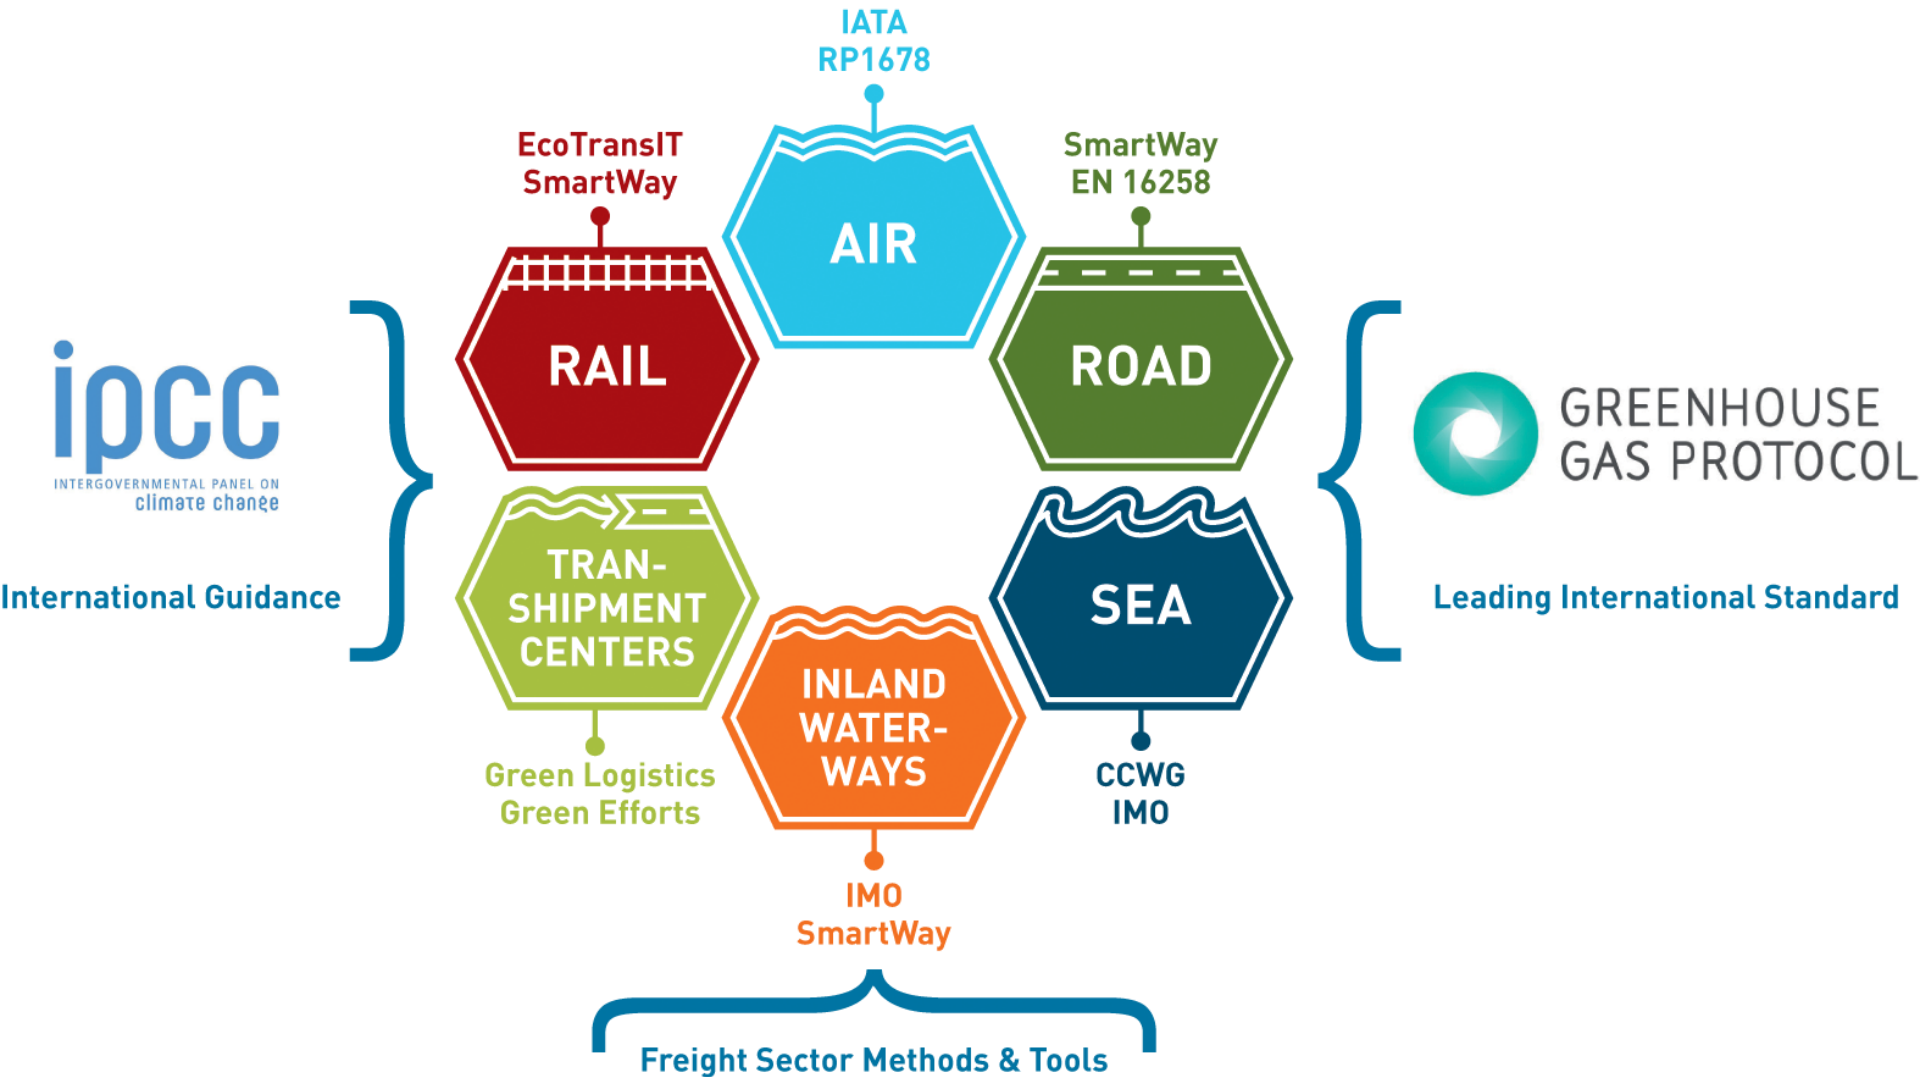 IATA
RP1678
EcoTransIT
SmartWay
SmartWay
EN 16258
AIR
RAIL
ROAD
ipcc
INTERGOVERNMENTAL PANEL ON
climate change
International Guidance
GREENHOUSE
GAS PROTOCOL
Leading International Standard
TRAN-
SHIPMENT
CENTERS
SEA
INLAND
WATER-
WAYS
Green Logistics
Green Efforts
CCWG
IMO
IMO
SmartWay
Freight Sector Methods & Tools